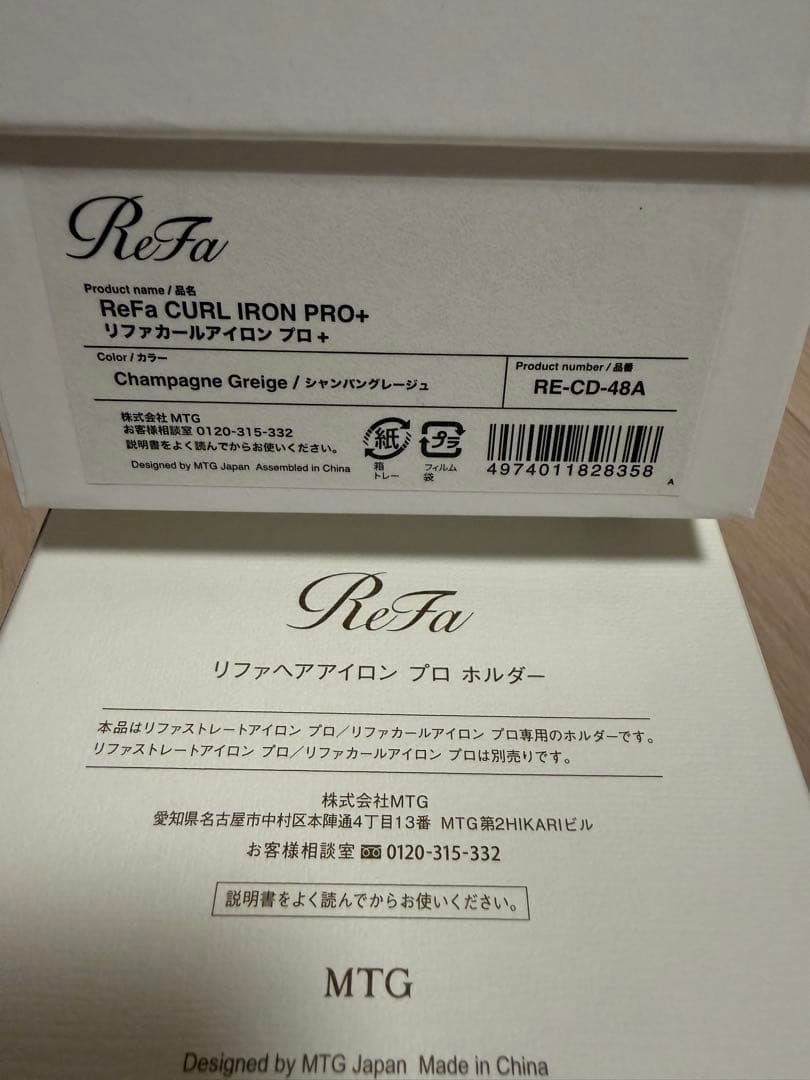 ReFa
Product name / 品名
ReFa CURL IRON PRO+
リファカールアイロン プロ+
Color / カラー
Champagne Greige / シャンパングレージュ
Product number / 品番
RE-CD-48A
株式会社 MTG
お客様相談室 0120-315-332
説明書をよく読んでからお使いください。
Designed by MTG Japan Assembled in China
紙
箱
トレー
プラ
フィルム
袋
4974011828358
A
ReFa
リファヘアアイロン プロ ホルダー
本品はリファストレートアイロン プロ／リファカールアイロン プロ専用のホルダーです。
リファストレートアイロン プロ／リファカールアイロン プロは別売りです。
株式会社MTG
愛知県名古屋市中村区本陣通4丁目13番 MTG第2HIKARIビル
お客様相談室 0120-315-332
説明書をよく読んでからお使いください。
MTG
Designed by MTG Japan Made in China